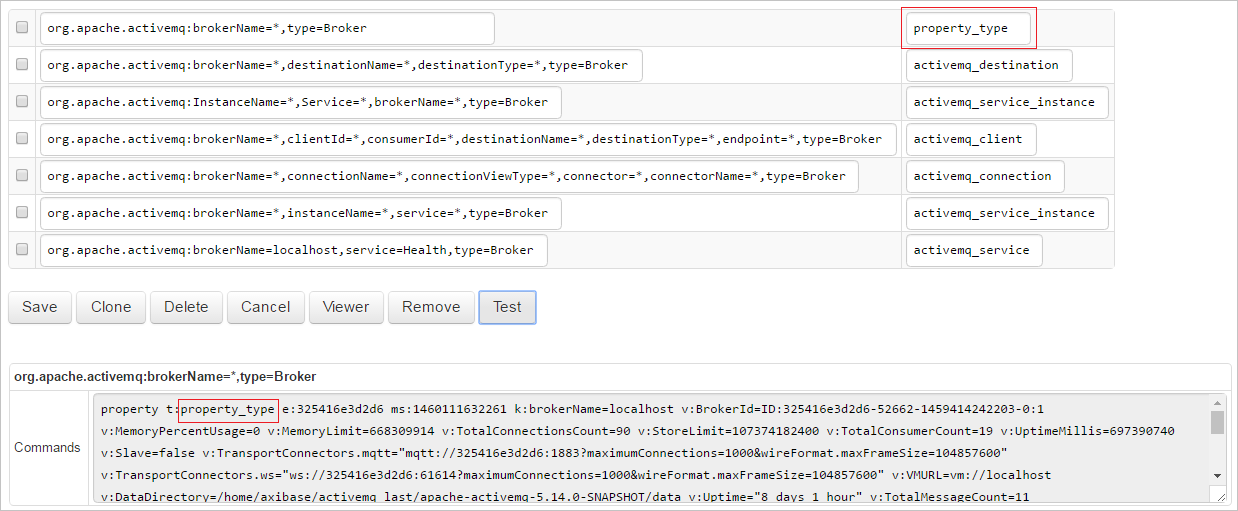 org.apache.activemq:brokerName=*,type=Broker property_type
org.apache.activemq:brokerName=*,destinationName=*,destinationType=*,type=Broker activemq_destination
org.apache.activemq:InstanceName=*,Service=*,brokerName=*,type=Broker activemq_service_instance
org.apache.activemq:brokerName=*,clientId=*,consumerId=*,destinationName=*,destinationType=*,endpoint=*,type=Broker activemq_client
org.apache.activemq:brokerName=*,connectionName=*,connectionViewType=*,connector=*,connectorName=*,type=Broker activemq_connection
org.apache.activemq:brokerName=*,instanceName=*,service=*,type=Broker activemq_service_instance
org.apache.activemq:brokerName=localhost,service=Health,type=Broker activemq_service
Save Clone Delete Cancel Viewer Remove Test
org.apache.activemq:brokerName=*,type=Broker
Commands
property t:property_type e:325416e3d2d6 ms:1460111632261 k:brokerName=localhost v:BrokerId=ID:325416e3d2d6-52662-1459414242203-0:1
v:MemoryPercentUsage=0 v:MemoryLimit=668309914 v:TotalConnectionsCount=90 v:StoreLimit=107374182400 v:TotalConsumerCount=19 v:UptimeMillis=697390740
v:Slave=false v:TransportConnectors.mqtt="mqtt://325416e3d2d6:1883?maximumConnections=1000&wireFormat.maxFrameSize=104857600"
v:TransportConnectors.ws="ws://325416e3d2d6:61614?maximumConnections=1000&wireFormat.maxFrameSize=104857600" v:VMURL=vm://localhost
v:DataDirectory=/home/axibase/activemq_last/apache-activemq-5.14.0-SNAPSHOT/data v:Uptime="8 days 1 hour" v:TotalMessageCount=11